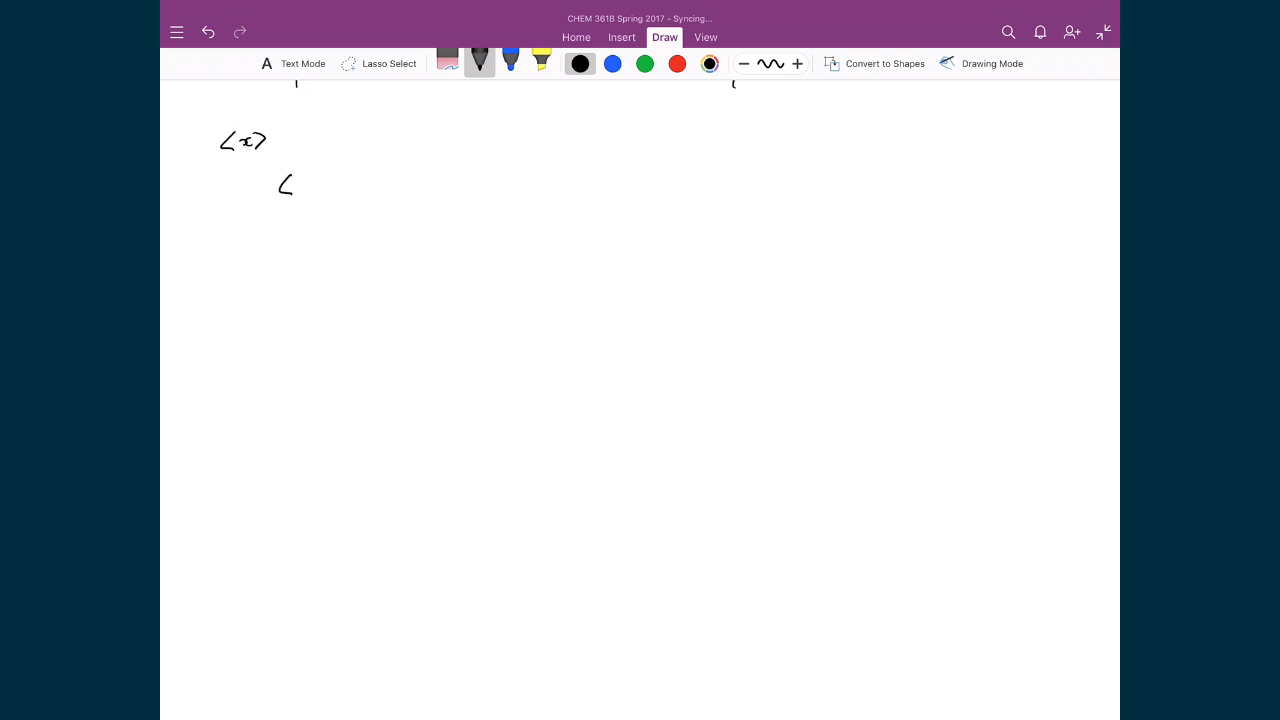 CHEM 361B Spring 2017 - Syncing...
Home Insert Draw View
A Text Mode Lasso Select Convert to Shapes Drawing Mode
<x>
<